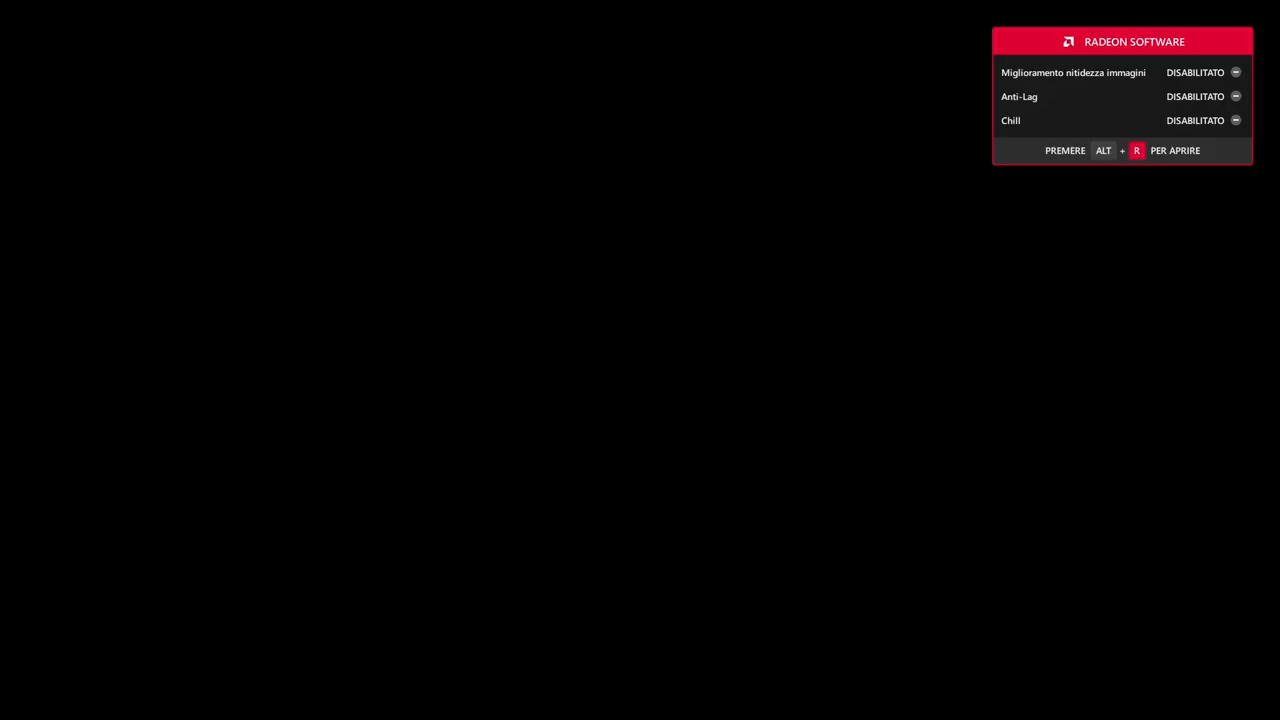 RADEON SOFTWARE
Miglioramento nitidezza immagini DISABILITATO
Anti-Lag DISABILITATO
Chill DISABILITATO
PREMERE ALT + R PER APRIRE